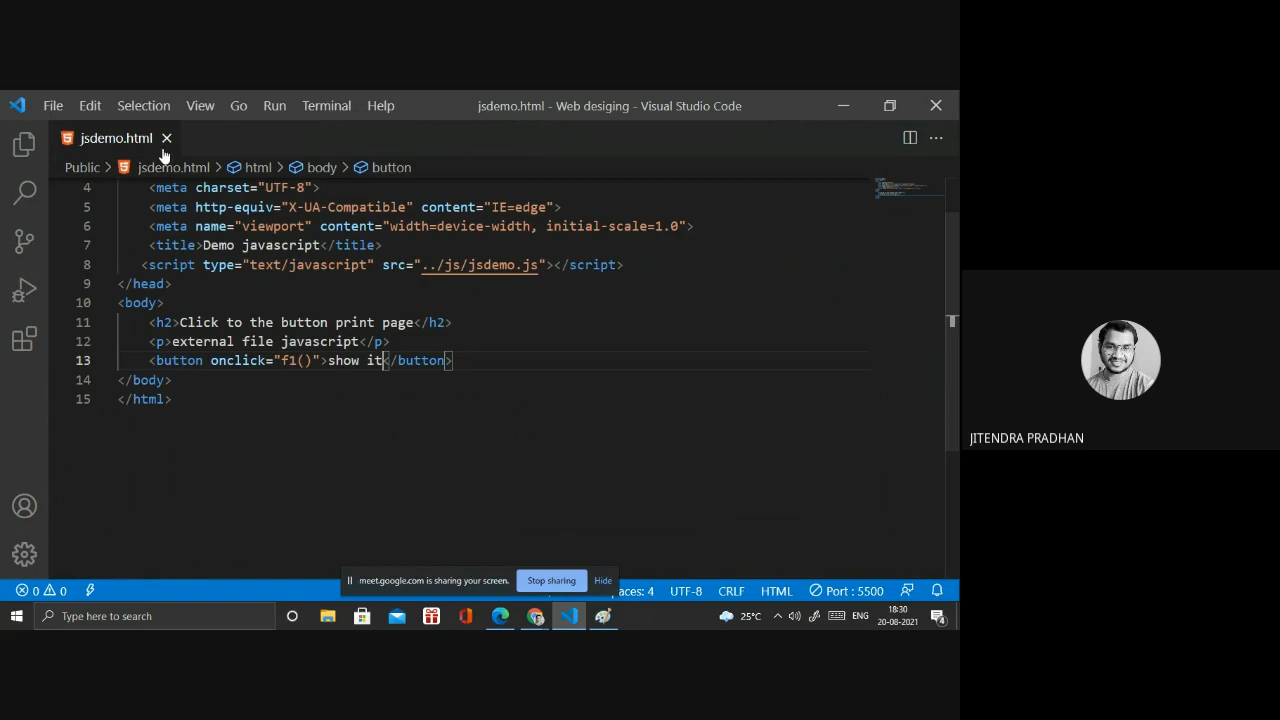 File Edit Selection View Go Run Terminal Help jsdemo.html - Web desiging - Visual Studio Code
jsdemo.html
Public > jsdemo.html > html > body > button
4 <meta charset="UTF-8">
5 <meta http-equiv="X-UA-Compatible" content="IE=edge">
6 <meta name="viewport" content="width=device-width, initial-scale=1.0">
7 <title>Demo javascript</title>
8 <script type="text/javascript" src="../js/jsdemo.js"></script>
9 </head>
10 <body>
11 <h2>Click to the button print page</h2>
12 <p>external file javascript</p>
13 <button onclick="f1()">show it</button>
14 </body>
15 </html>
JITENDRA PRADHAN
meet.google.com is sharing your screen. Stop sharing Hide
0 0 paces: 4 UTF-8 CRLF HTML Port : 5500
Type here to search 25°C ENG 18:30
20-08-2021 4